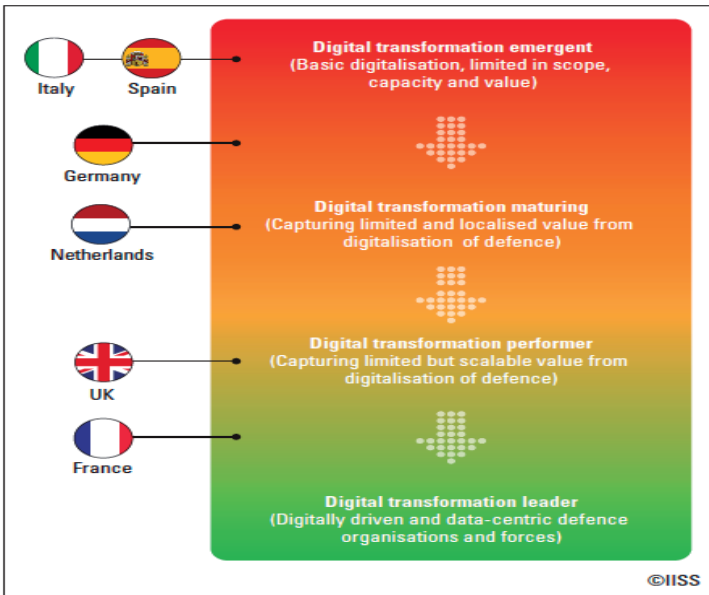 Digital transformation emergent
(Basic digitalisation, limited in scope,
capacity and value)
Italy
Spain
Germany
Digital transformation maturing
(Capturing limited and localised value from
digitalisation of defence)
Netherlands
Digital transformation performer
(Capturing limited but scalable value from
digitalisation of defence)
UK
France
Digital transformation leader
(Digitally driven and data-centric defence
organisations and forces)
©IISS